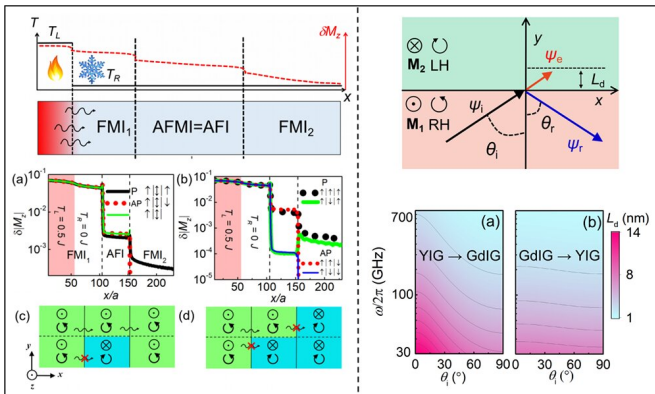 T
T_L
δM_z
T_R
x
FMI₁
AFMI=AFI
FMI₂
(a)
P ↑|↕|↑
AP ↑|↕|↓
↑|↕|
δ|M_z|
10⁻¹
10⁻²
10⁻³
T_L = 0.5 J
T_R = 0 J
FMI₁
AFI
FMI₂
0 50 100 150 200
x/a
(b)
P
↑|↑|↑
↑|↓|↑
AP
↑|↑|↓
↑|↓|↓
δ|M_z|
10⁻¹
10⁻²
10⁻³
10⁻⁴
10⁻⁵
T_L = 0.5 J
T_R = 0 J
0 50 100 150 200
x/a
(c)
(d)
y
z
x
y
M₂ LH
ψ_e
L_d
x
M₁ RH
ψ_i
θ_i
θ_r
ψ_r
(a)
YIG → GdIG
(b)
GdIG → YIG
L_d (nm)
14
1
ω/2π (GHz)
700
100
30
0 30 60 90
θ_i(°)
0 30 60 90
θ_i(°)